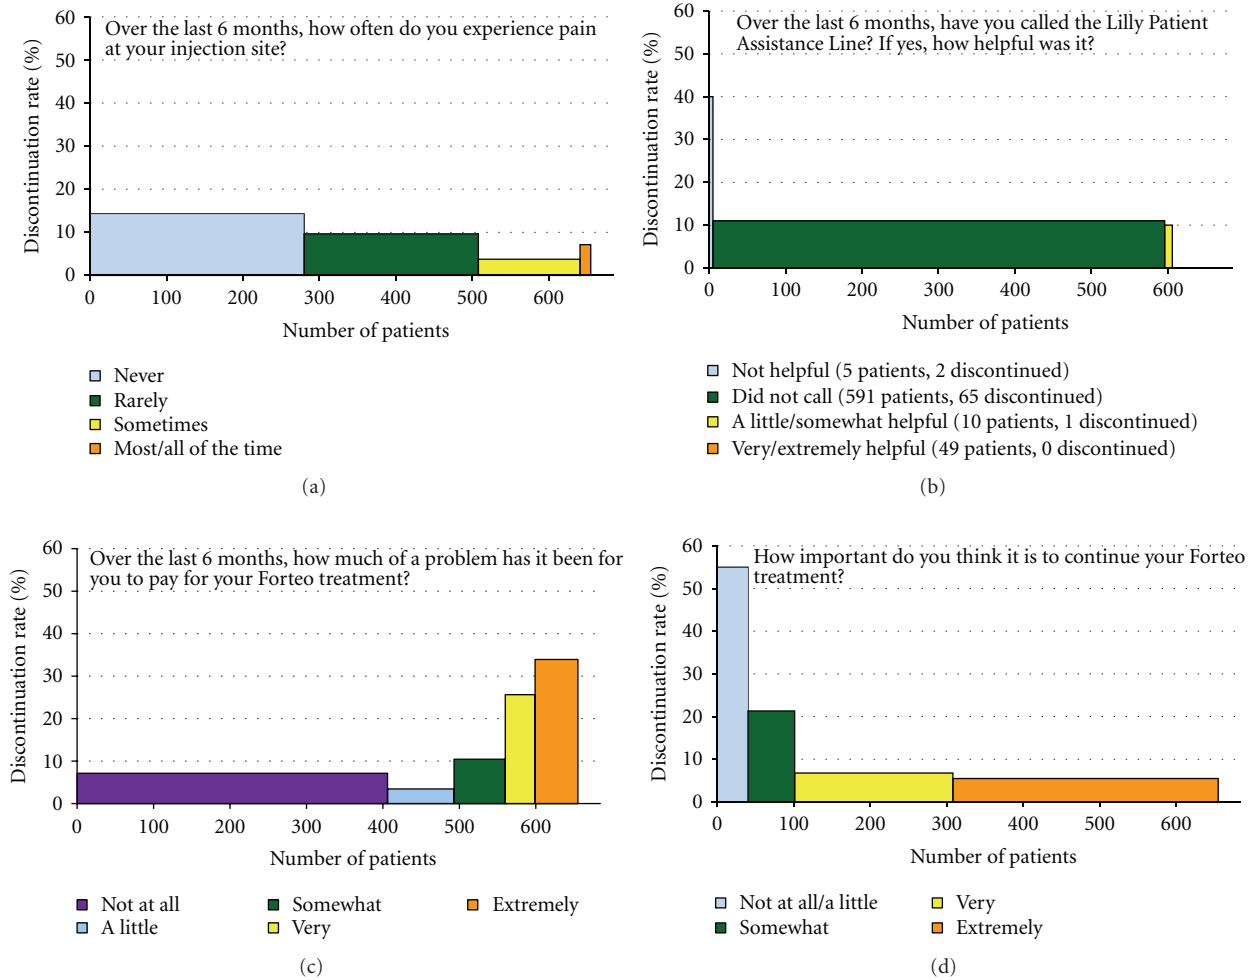 Over the last 6 months, how often do you experience pain
at your injection site?
Discontinuation rate (%)
60
50
40
30
20
10
0
0 100 200 300 400 500 600
Number of patients
Never
Rarely
Sometimes
Most/all of the time
(a)
Over the last 6 months, have you called the Lilly Patient
Assistance Line? If yes, how helpful was it?
Discontinuation rate (%)
60
50
40
30
20
10
0
0 100 200 300 400 500 600
Number of patients
Not helpful (5 patients, 2 discontinued)
Did not call (591 patients, 65 discontinued)
A little/somewhat helpful (10 patients, 1 discontinued)
Very/extremely helpful (49 patients, 0 discontinued)
(b)
Over the last 6 months, how much of a problem has it been for
you to pay for your Forteo treatment?
Discontinuation rate (%)
60
50
40
30
20
10
0
0 100 200 300 400 500 600
Number of patients
Not at all Somewhat Extremely
A little Very
(c)
How important do you think it is to continue your Forteo
treatment?
Discontinuation rate (%)
60
50
40
30
20
10
0
0 100 200 300 400 500 600
Number of patients
Not at all/a little Very
Somewhat Extremely
(d)